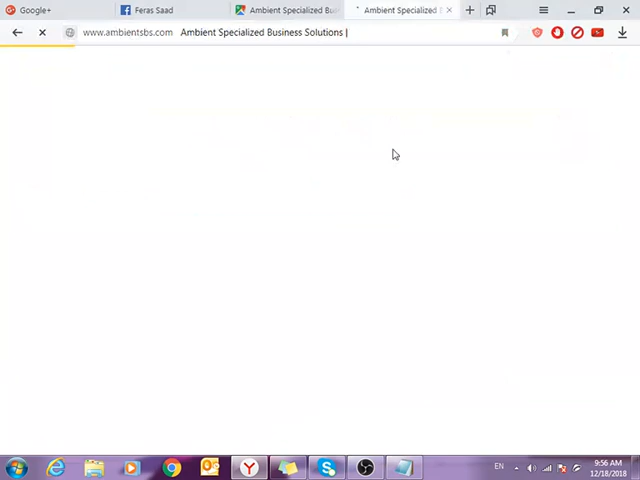 Google+
Feras Saad
Ambient Specialized Bu
Ambient Specialized
www.ambientsbs.com Ambient Specialized Business Solutions |
EN
9:56 AM
12/18/2018